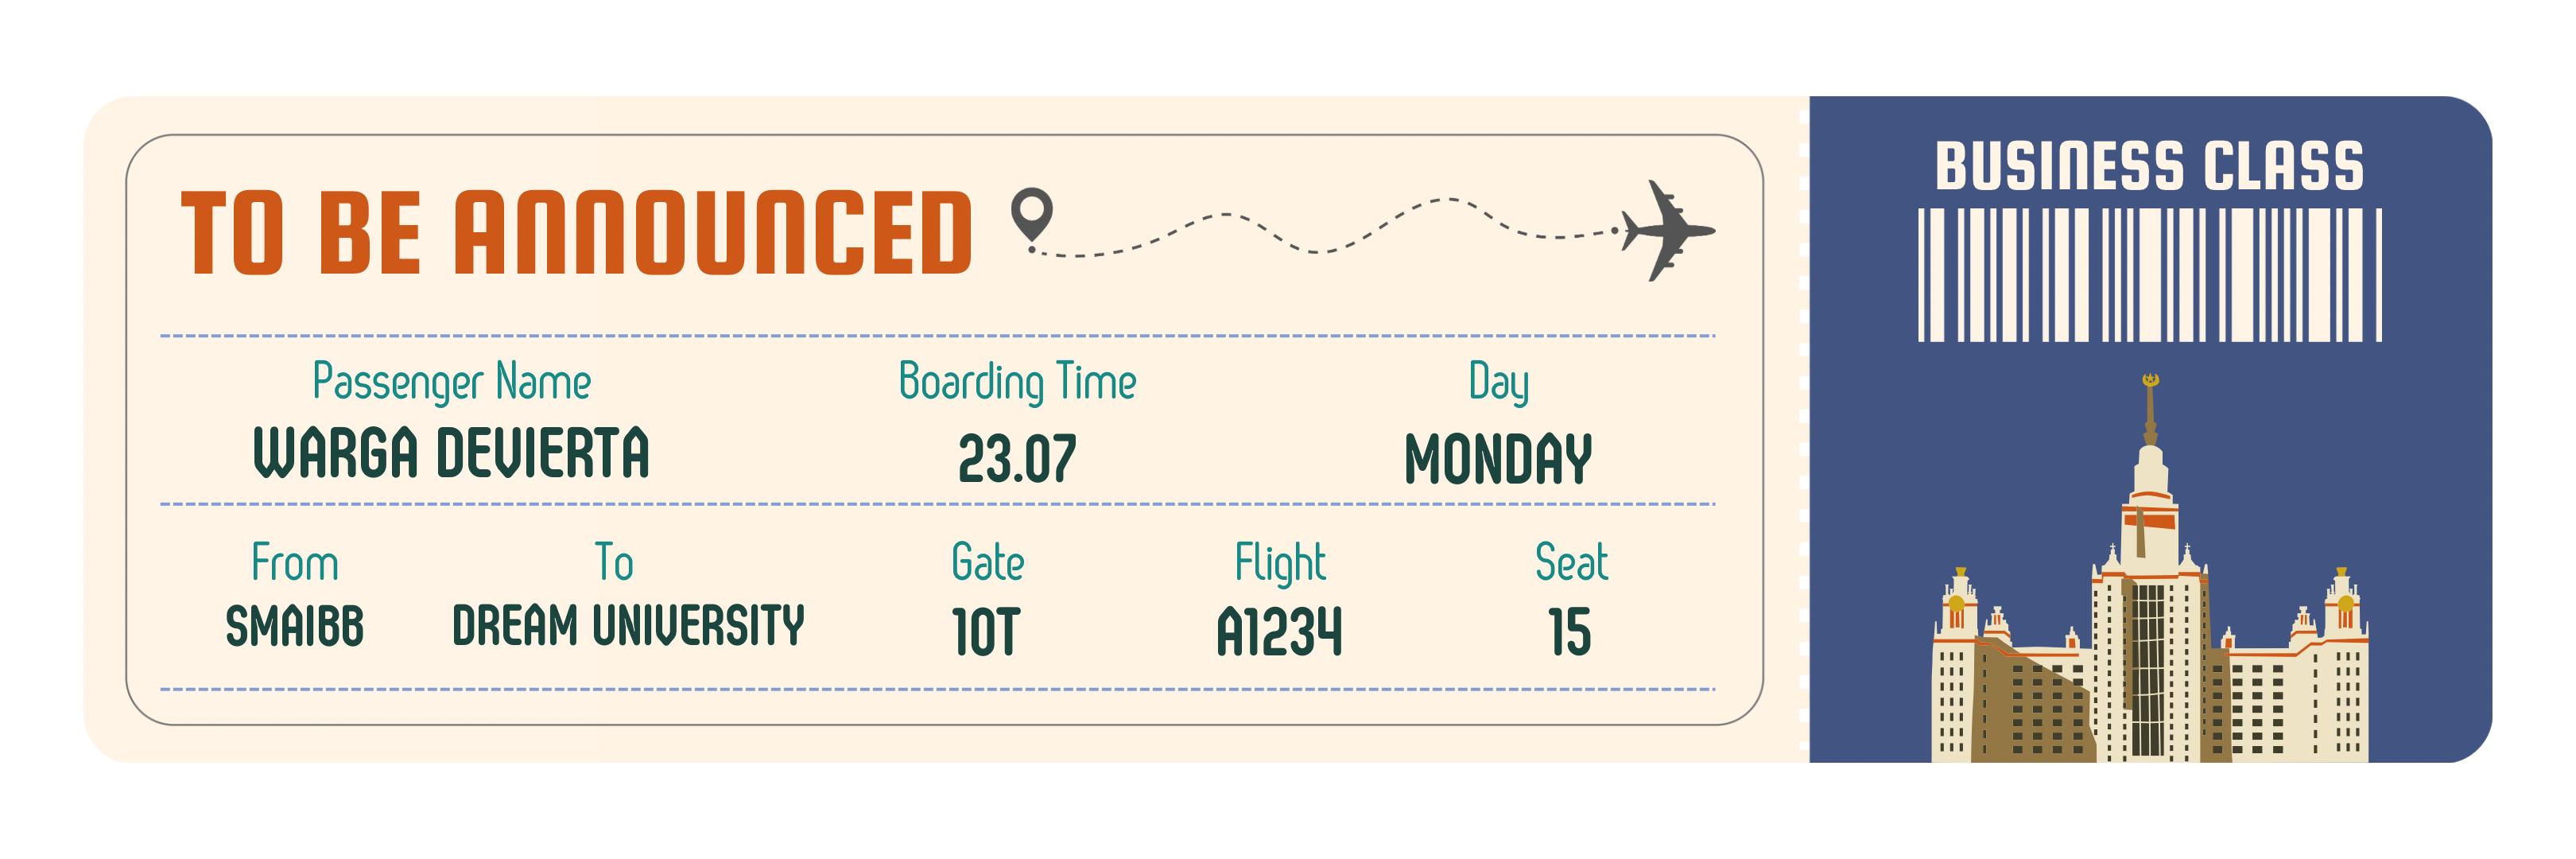 TO BE ANNOUNCED
BUSINESS CLASS
Passenger Name Boarding Time Day
WARGA DEVIERTA 23.07 MONDAY
From To Gate Flight Seat
SMAIBB DREAM UNIVERSITY 10T A1234 15